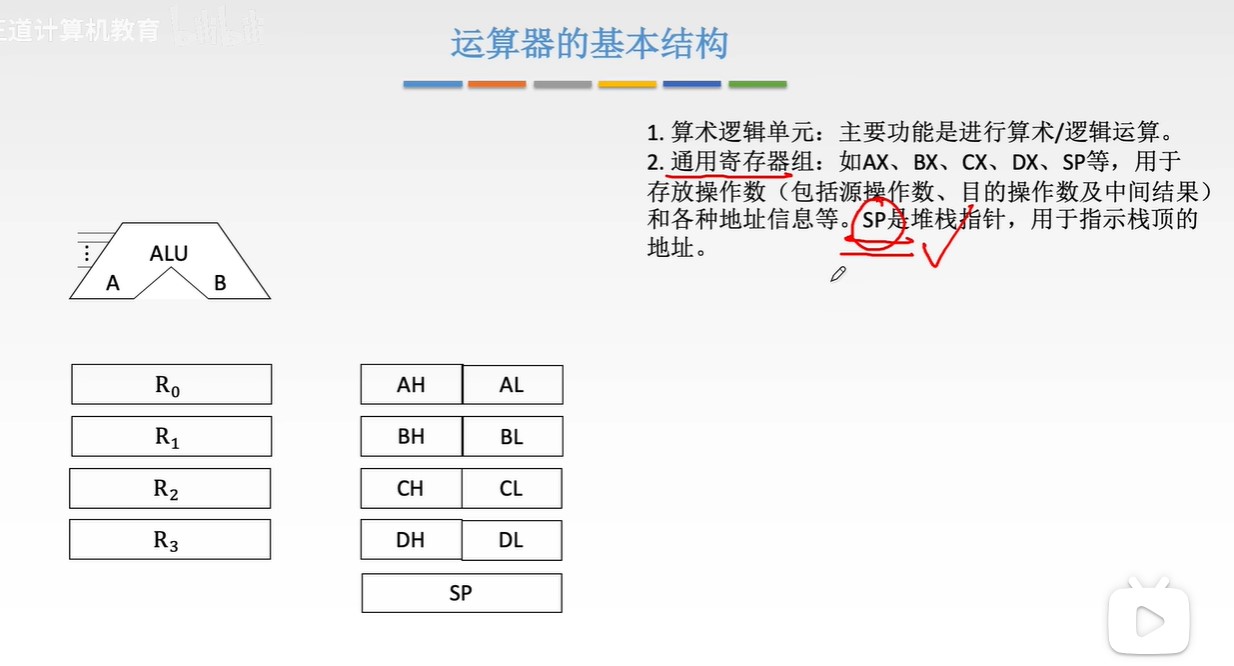 王道计算机教育
运算器的基本结构
1. 算术逻辑单元：主要功能是进行算术/逻辑运算。
2. 通用寄存器组：如AX、BX、CX、DX、SP等，用于
存放操作数（包括源操作数、目的操作数及中间结果）
和各种地址信息等。SP是堆栈指针，用于指示栈顶的
地址。
ALU
A B
R0 AH AL
R1 BH BL
R2 CH CL
R3 DH DL
SP